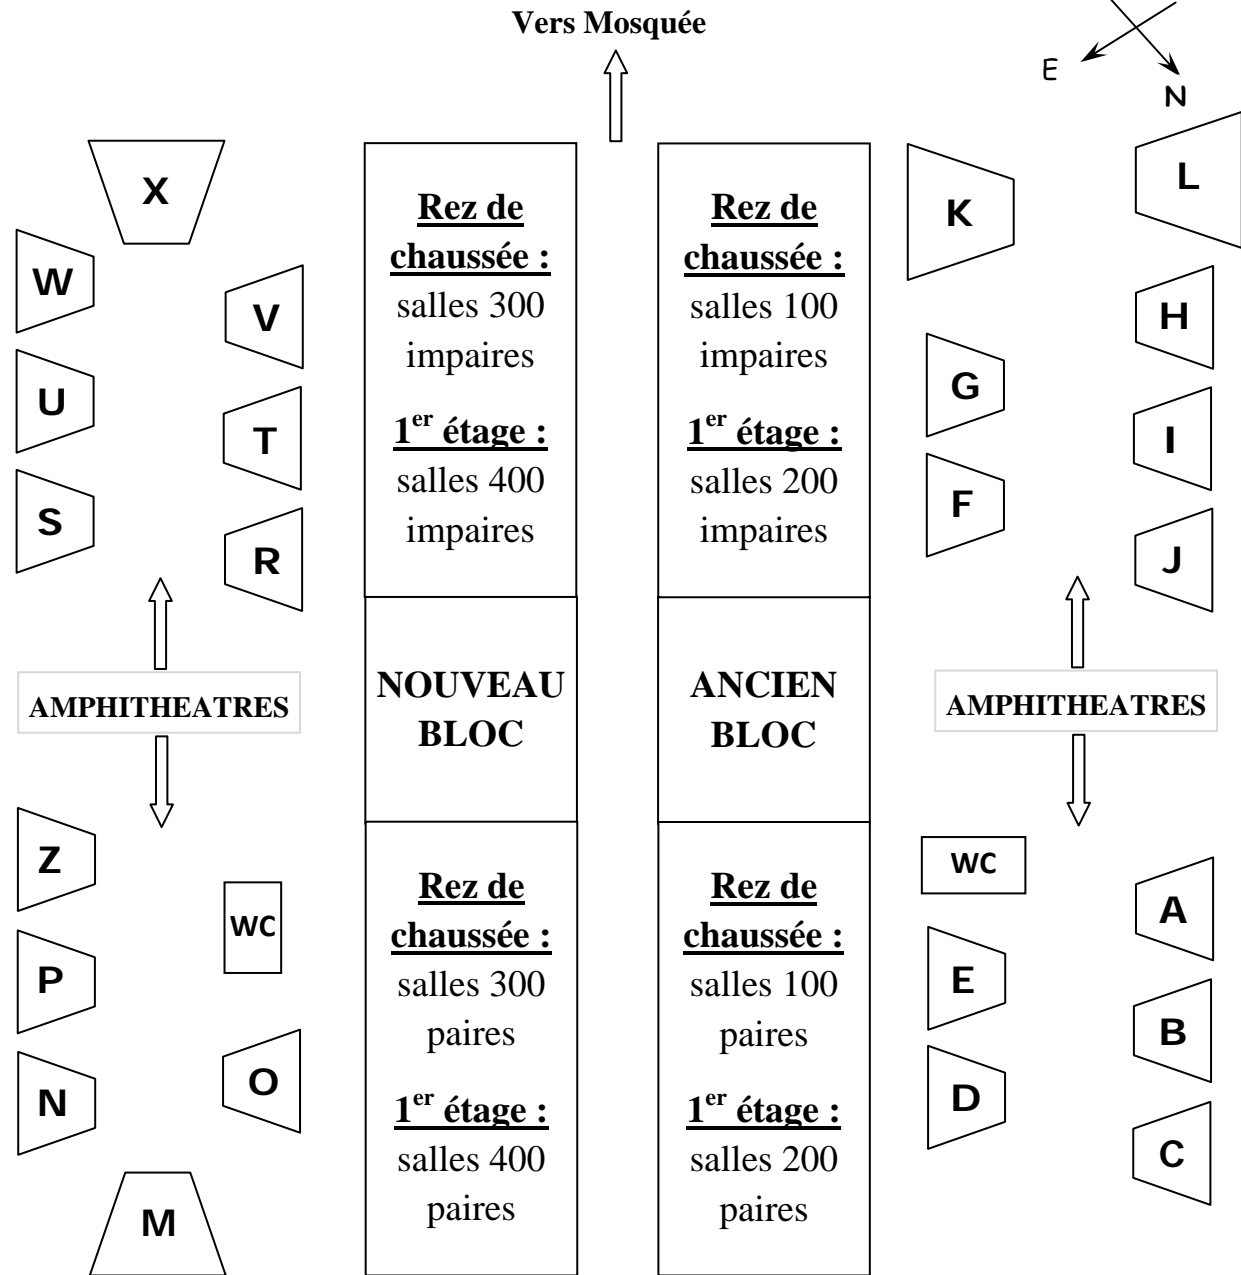 Vers Mosquée
E
N
X
W
V
U
T
S
R
AMPHITHEATRES
Z
WC
P
O
N
M
Rez de
chaussée :
salles 300
impaires
1er étage :
salles 400
impaires
NOUVEAU
BLOC
Rez de
chaussée :
salles 300
paires
1er étage :
salles 400
paires
Rez de
chaussée :
salles 100
impaires
1er étage :
salles 200
impaires
ANCIEN
BLOC
Rez de
chaussée :
salles 100
paires
1er étage :
salles 200
paires
L
K
H
G
I
F
J
AMPHITHEATRES
WC
A
E
B
D
C